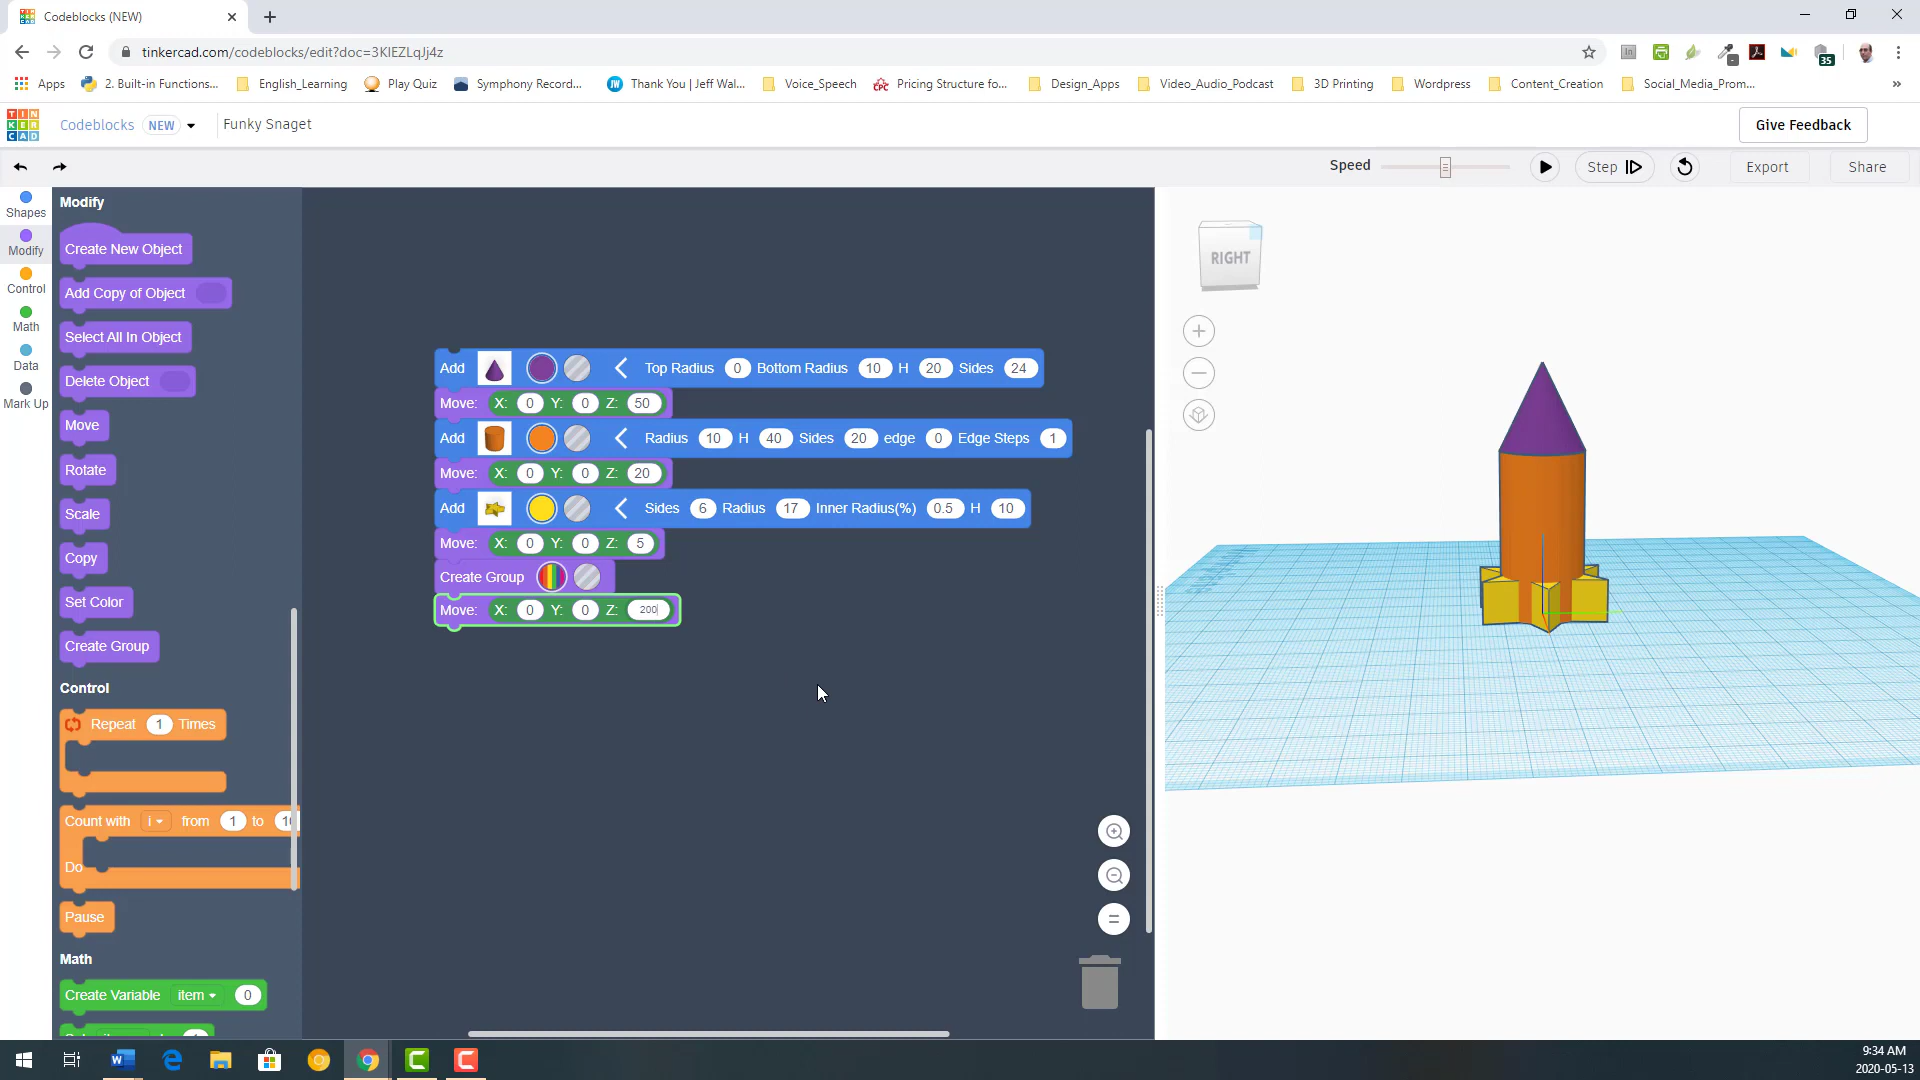 Codeblocks (NEW)
tinkercad.com/codeblocks/edit?doc=3KIEZLqJj4z
35
Apps 2. Built-in Functions... English_Learning Play Quiz Symphony Record... Thank You | Jeff Wal... Voice_Speech Pricing Structure fo... Design_Apps Video_Audio_Podcast 3D Printing Wordpress Content_Creation Social_Media_Prom... »
TIN KER CAD Codeblocks NEW Funky Snaget Give Feedback
Speed Step Export Share
Shapes
Modify
Control
Math
Data
Mark Up
Modify
Create New Object
Add Copy of Object
Select All In Object
Delete Object
Move
Rotate
Scale
Copy
Set Color
Create Group
Control
Repeat 1 Times
Count with i from 1 to 10
Do
Pause
Math
Create Variable item 0
Add Top Radius 0 Bottom Radius 10 H 20 Sides 24
Move: X: 0 Y: 0 Z: 50
Add Radius 10 H 40 Sides 20 edge 0 Edge Steps 1
Move: X: 0 Y: 0 Z: 20
Add Sides 6 Radius 17 Inner Radius(%) 0.5 H 10
Move: X: 0 Y: 0 Z: 5
Create Group
Move: X: 0 Y: 0 Z: 200
RIGHT
9:34 AM
2020-05-13